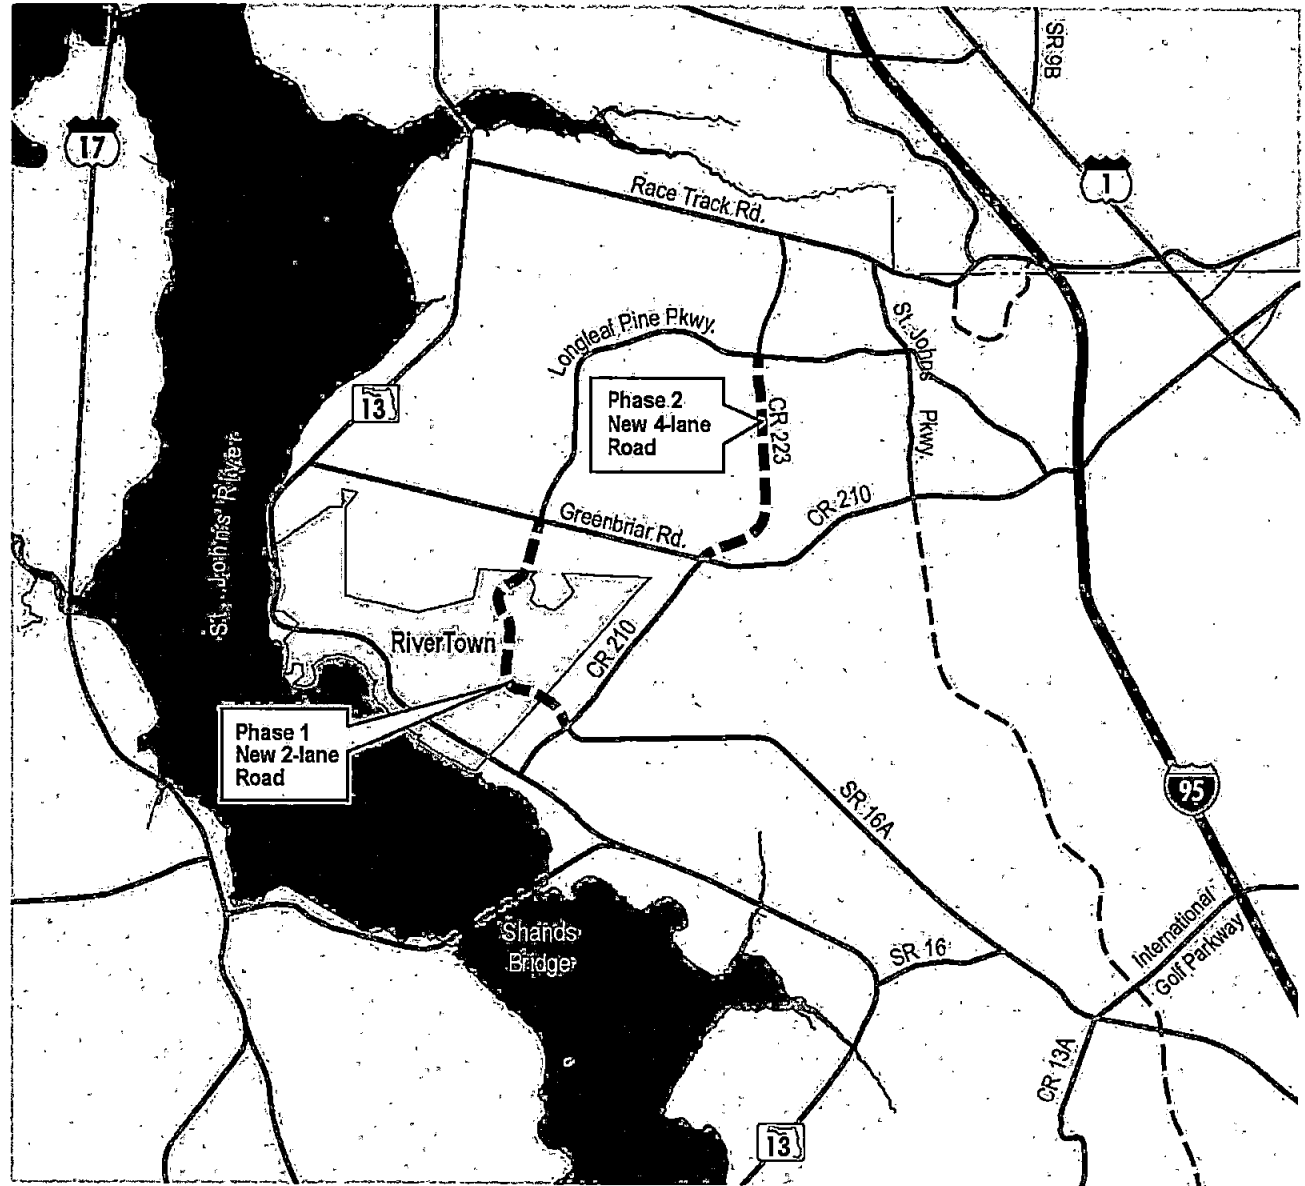 SR 9B
17
1
Race Track Rd.
Longleaf Pine Pkwy.
St. Johns
Pkwy.
13
Phase 2
New 4-lane
Road
CR 223
St. Johns River
Greenbriar Rd.
CR 210
RiverTown
CR 210
Phase 1
New 2-lane
Road
SR 16A
95
Shands
Bridge
SR 16
International
Golf Parkway
CR 13A
13